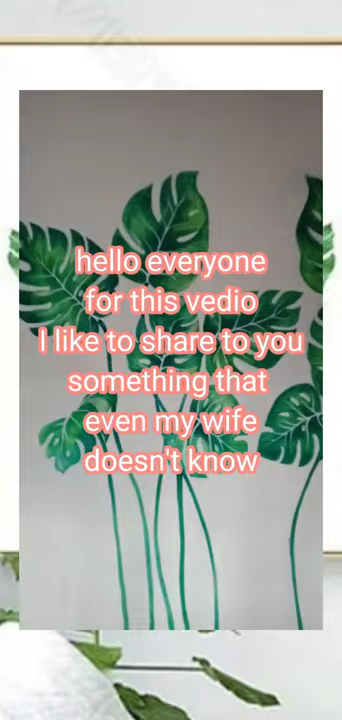 hello everyone
for this vedio
I like to share to you
something that
even my wife
doesn't know